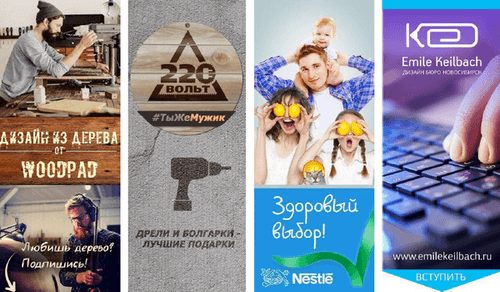 ДИЗАЙН ИЗ ДЕРЕВА
ОТ
WOODPAD
Любишь дерево?
Подпишись!
220
ВОЛЬТ
#ТыЖеМужик
ДРЕЛИ И БОЛГАРКИ -
ЛУЧШИЕ ПОДАРКИ
Здоровый
выбор!
Nestlē
Emile Keilbach
ДИЗАЙН БЮРО НОВОСИБИРСК
www.emilekeilbach.ru
ВСТУПИТЬ